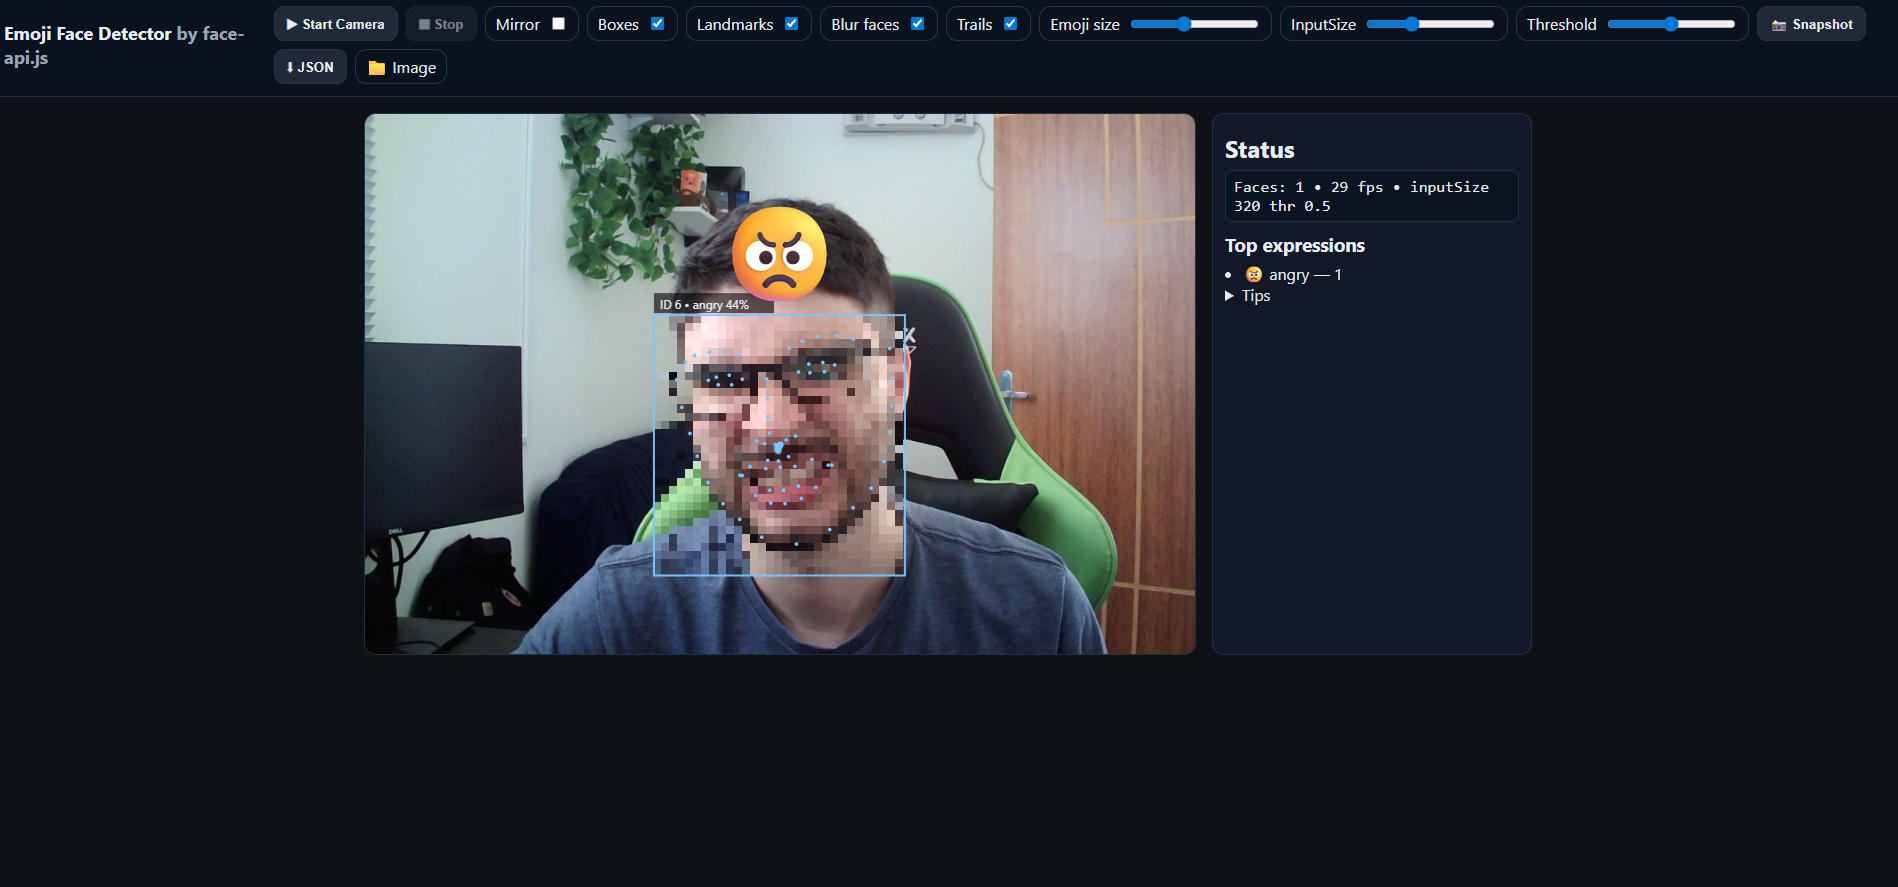 Emoji Face Detector by face-
api.js
▶ Start Camera
■ Stop
Mirror
Boxes
Landmarks
Blur faces
Trails
Emoji size
InputSize
Threshold
📷 Snapshot
⬇ JSON
📁 Image
ID 6 • angry 44%
DELL
Status
Faces: 1 • 29 fps • inputSize
320 thr 0.5
Top expressions
• 😠 angry — 1
▶ Tips